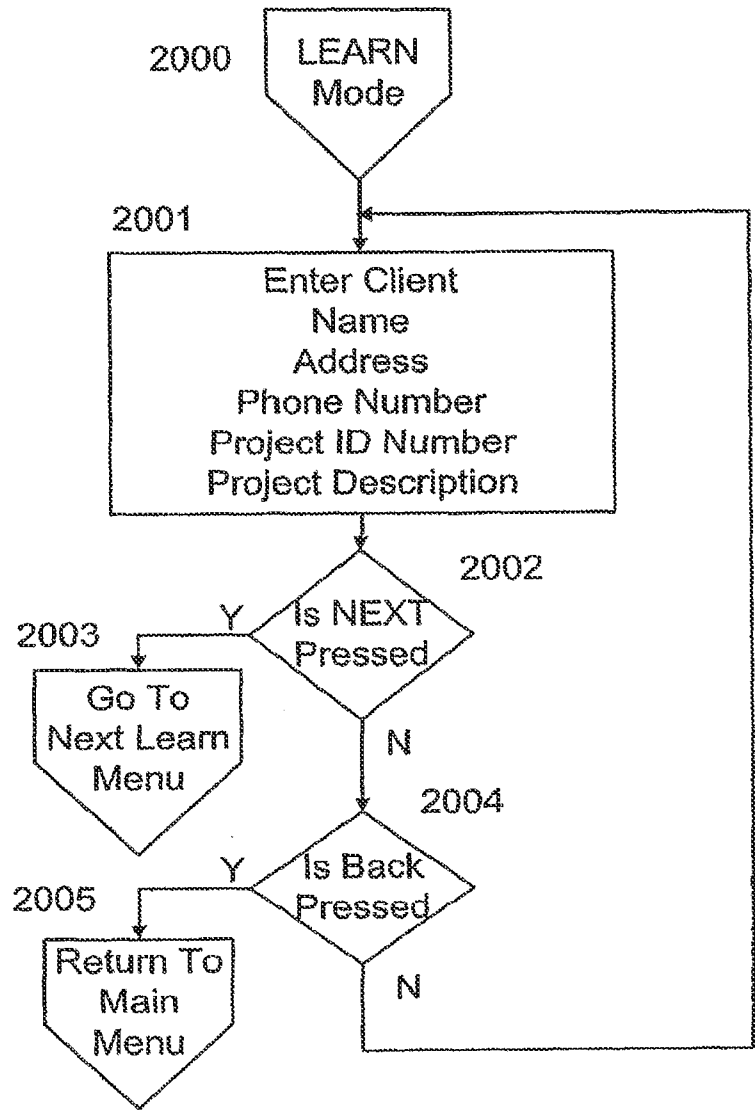 2000
LEARN
Mode
2001
Enter Client
Name
Address
Phone Number
Project ID Number
Project Description
2002
Is NEXT
Pressed
Y
2003
Go To
Next Learn
Menu
N
2004
Is Back
Pressed
Y
2005
Return To
Main
Menu
N